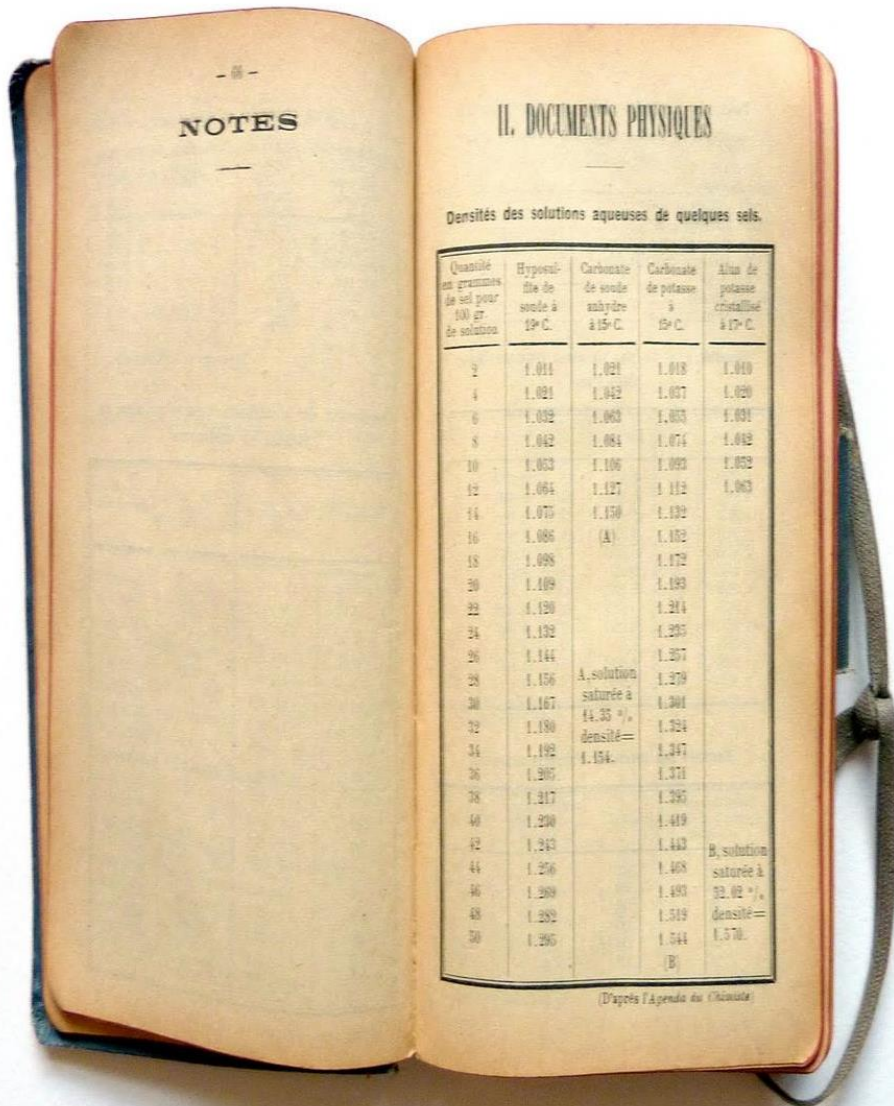 - 66 -
NOTES
II. DOCUMENTS PHYSIQUES
Densités des solutions aqueuses de quelques sels.
Quantité en grammes de sel pour 100 gr. de solution | Hyposulfite de soude à 19° C. | Carbonate de soude anhydre à 15° C. | Carbonate de potasse à 15° C. | Alun de potasse cristallisé à 17° C.
2 1.011 1.021 1.018 1.010
4 1.021 1.042 1.037 1.020
6 1.032 1.063 1.055 1.031
8 1.042 1.084 1.074 1.042
10 1.053 1.106 1.093 1.052
12 1.064 1.127 1 112 1.063
14 1.075 1.150 1.132
16 1.086 (A) 1.152
18 1.098 1.172
20 1.109 1.193
22 1.120 1.214
24 1.132 1.235
26 1.144 1.257
28 1.156 A, solution 1.279
30 1.167 saturée à 1.301
32 1.180 14.35 °/. 1.324
34 1.192 densité= 1.347
36 1.205 1.154. 1.371
38 1.217 1.395
40 1.230 1.419
42 1.243 1.443 B, solution
44 1.256 1.468 saturée à
46 1.269 1.493 52.02 °/.
48 1.282 1.519 densité=
50 1.295 1.544 1.570.
(B)
(D'après l'Agenda du Chimiste)